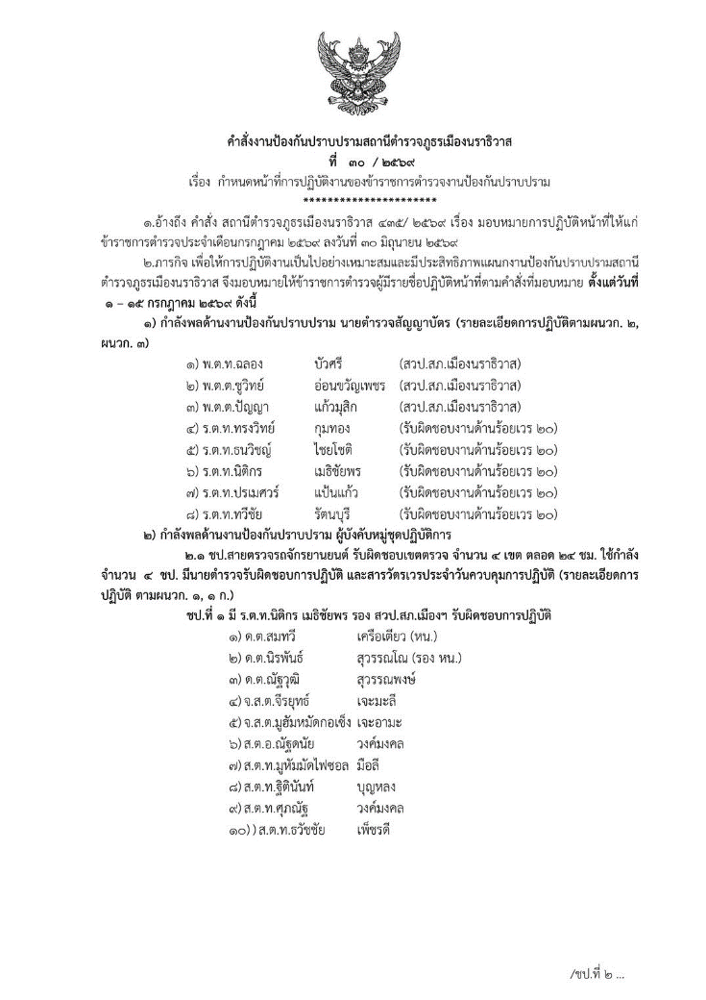 คำสั่งงานป้องกันปราบปรามสถานีตำรวจภูธรเมืองนราธิวาส
ที่ ๓๐ / ๒๕๖๙
เรื่อง กำหนดหน้าที่การปฏิบัติงานของข้าราชการตำรวจงานป้องกันปราบปราม
**********************
๑.อ้างถึง คำสั่ง สถานีตำรวจภูธรเมืองนราธิวาส ๔๓๕/ ๒๕๖๙ เรื่อง มอบหมายการปฏิบัติหน้าที่ให้แก่
ข้าราชการตำรวจประจำเดือนกรกฎาคม ๒๕๖๙ ลงวันที่ ๓๐ มิถุนายน ๒๕๖๙
๒.ภารกิจ เพื่อให้การปฏิบัติงานเป็นไปอย่างเหมาะสมและมีประสิทธิภาพแผนกงานป้องกันปราบปรามสถานี
ตำรวจภูธรเมืองนราธิวาส จึงมอบหมายให้ข้าราชการตำรวจผู้มีรายชื่อปฏิบัติหน้าที่ตามคำสั่งที่มอบหมาย ตั้งแต่วันที่
๑ – ๑๕ กรกฎาคม ๒๕๖๙ ดังนี้
๑) กำลังพลด้านงานป้องกันปราบปราม นายตำรวจสัญญาบัตร (รายละเอียดการปฏิบัติตามผนวก. ๒,
ผนวก. ๓)
๑) พ.ต.ท.ฉลอง บัวศรี (สวป.สภ.เมืองนราธิวาส)
๒) พ.ต.ต.ชูวิทย์ อ่อนขวัญเพชร (สวป.สภ.เมืองนราธิวาส)
๓) พ.ต.ต.ปัญญา แก้วมุสิก (สวป.สภ.เมืองนราธิวาส)
๔) ร.ต.ท.ทรงวิทย์ กุมทอง (รับผิดชอบงานด้านร้อยเวร ๒๐)
๕) ร.ต.ท.ธนวิชญ์ ไชยโชติ (รับผิดชอบงานด้านร้อยเวร ๒๐)
๖) ร.ต.ท.นิติกร เมธิชัยพร (รับผิดชอบงานด้านร้อยเวร ๒๐)
๗) ร.ต.ท.ปรเมศวร์ แป้นแก้ว (รับผิดชอบงานด้านร้อยเวร ๒๐)
๘) ร.ต.ท.ทวีชัย รัตนบุรี (รับผิดชอบงานด้านร้อยเวร ๒๐)
๒) กำลังพลด้านงานป้องกันปราบปราม ผู้บังคับหมู่ชุดปฏิบัติการ
๒.๑ ชป.สายตรวจรถจักรยานยนต์ รับผิดชอบเขตตรวจ จำนวน ๔ เขต ตลอด ๒๔ ชม. ใช้กำลัง
จำนวน ๔ ชป. มีนายตำรวจรับผิดชอบการปฏิบัติ และสารวัตรเวรประจำวันควบคุมการปฏิบัติ (รายละเอียดการ
ปฏิบัติ ตามผนวก. ๑, ๑ ก.)
ชป.ที่ ๑ มี ร.ต.ท.นิติกร เมธิชัยพร รอง สวป.สภ.เมืองฯ รับผิดชอบการปฏิบัติ
๑) ด.ต.สมทวี เครือเตียว (หน.)
๒) ด.ต.นิรพันธ์ สุวรรณโณ (รอง หน.)
๓) ด.ต.ณัฐวุฒิ สุวรรณพงษ์
๔) จ.ส.ต.จีรยุทธ์ เจะมะลี
๕) จ.ส.ต.มูฮัมหมัดกอเซ็ง เจะอามะ
๖) ส.ต.อ.ณัฐดนัย วงค์มงคล
๗) ส.ต.ท.มูหัมมัดไฟซอล มือลี
๘) ส.ต.ท.ฐิตินันท์ บุญหลง
๙) ส.ต.ท.ศุภณัฐ วงค์มงคล
๑๐) ) ส.ต.ท.ธวัชชัย เพ็ชรดี
/ชป.ที่ ๒ ...